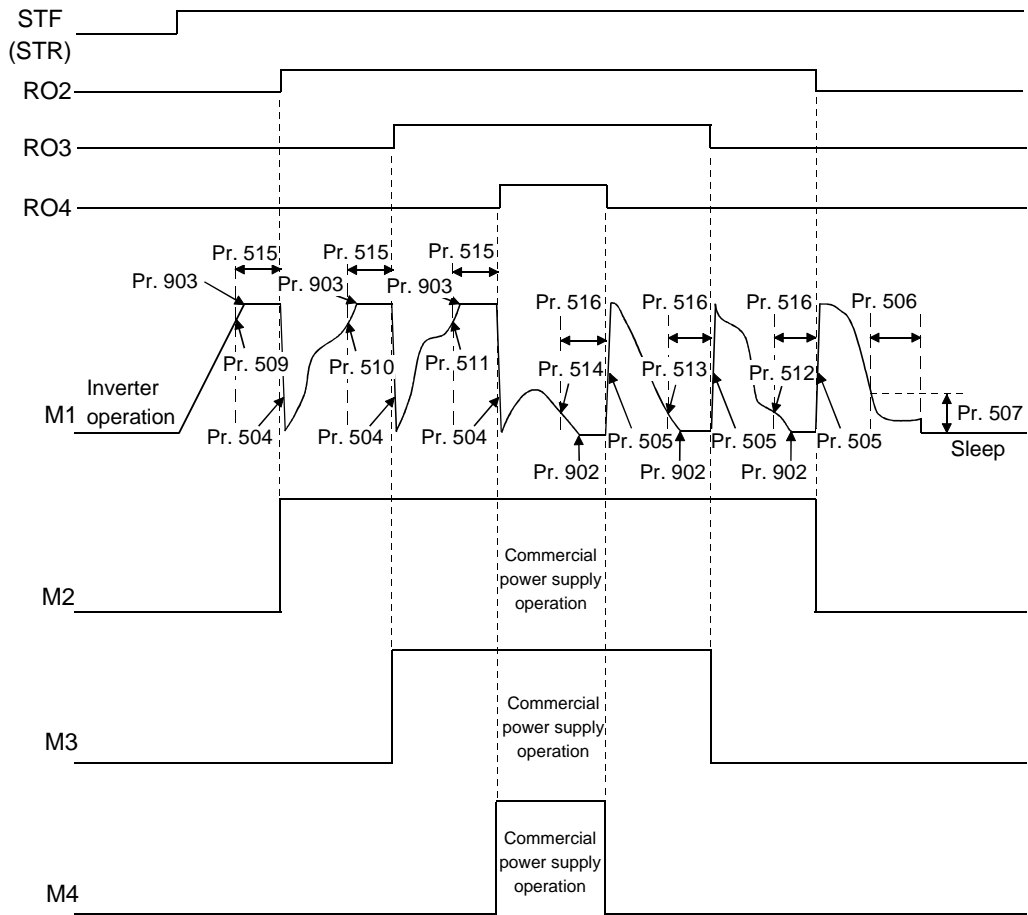 STF
(STR)
RO2
RO3
RO4
Pr. 515
Pr. 515
Pr. 515
Pr. 903
Pr. 903
Pr. 903
Pr. 516
Pr. 516
Pr. 516
Pr. 506
Pr. 509
Pr. 510
Pr. 511
Pr. 514
Pr. 513
Pr. 512
Pr. 507
Inverter
operation
M1
Pr. 504
Pr. 504
Pr. 504
Pr. 505
Pr. 505
Pr. 505
Sleep
Pr. 902
Pr. 902
Pr. 902
M2
Commercial
power supply
operation
M3
Commercial
power supply
operation
M4
Commercial
power supply
operation